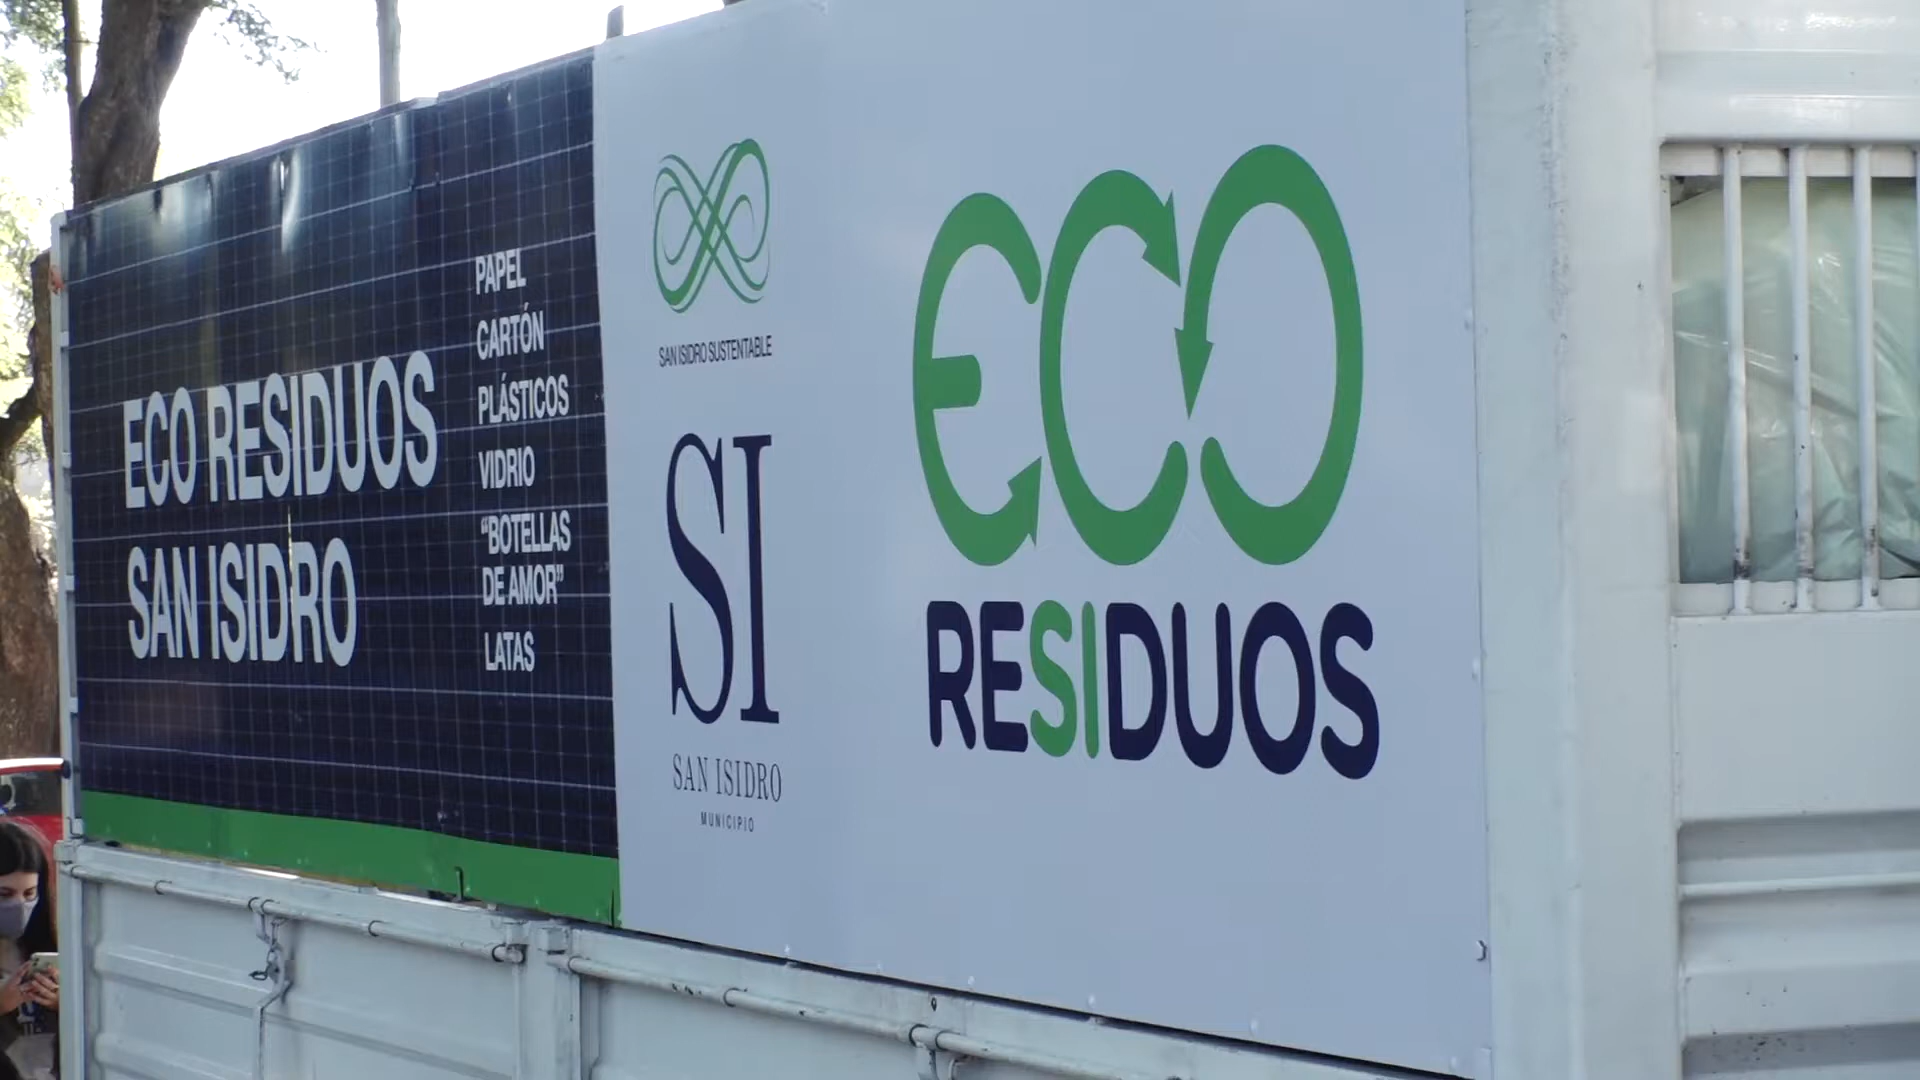 ECO RESIDUOS
SAN ISIDRO
PAPEL
CARTÓN
PLÁSTICOS
VIDRIO
“BOTELLAS
DE AMOR”
LATAS
SAN ISIDRO SUSTENTABLE
SI
SAN ISIDRO
MUNICIPIO
ECO
RESIDUOS